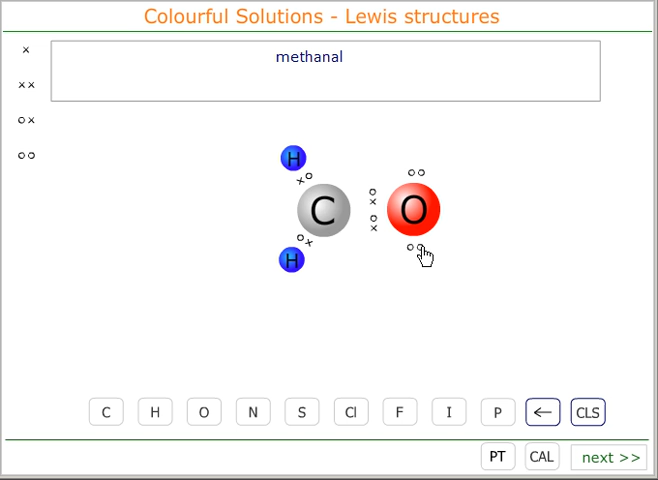 Colourful Solutions - Lewis structures
×
××
○×
○○
methanal
H
×○
○○
C
○
×
○
×
O
○×
H
○○
C
H
O
N
S
Cl
F
I
P
←
CLS
PT
CAL
next >>